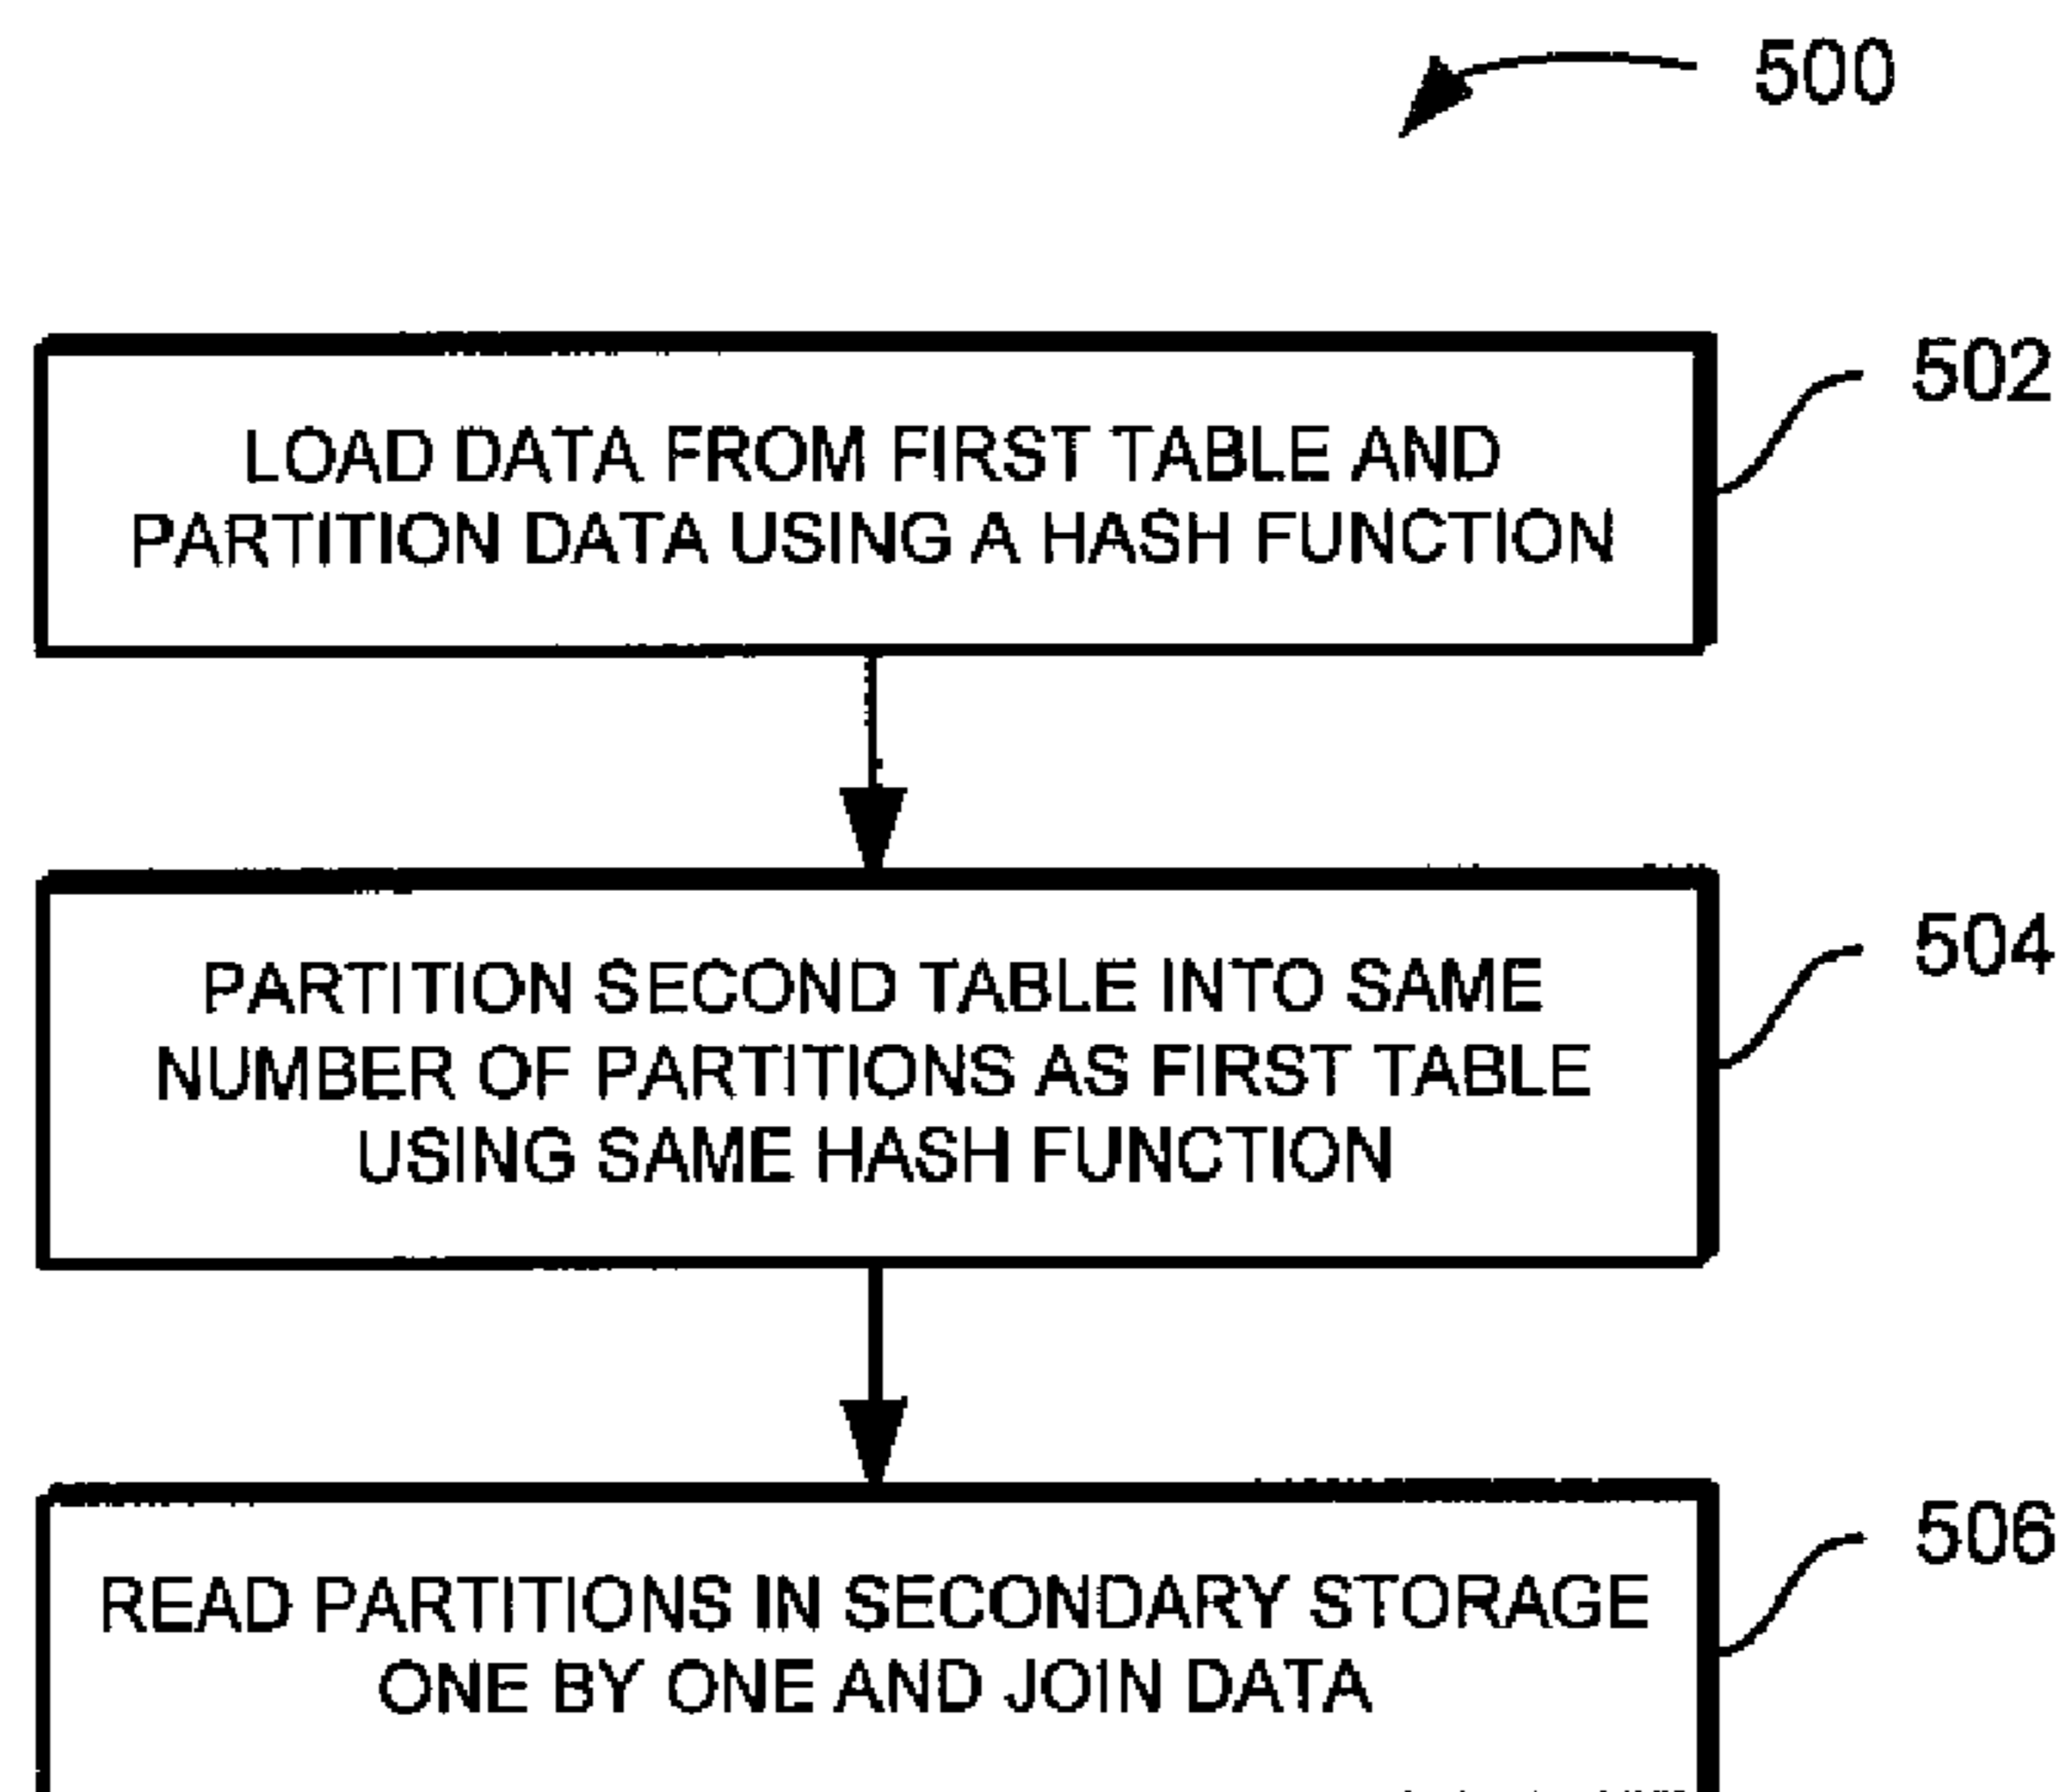 500
502
LOAD DATA FROM FIRST TABLE AND
PARTITION DATA USING A HASH FUNCTION
504
PARTITION SECOND TABLE INTO SAME
NUMBER OF PARTITIONS AS FIRST TABLE
USING SAME HASH FUNCTION
506
READ PARTITIONS IN SECONDARY STORAGE
ONE BY ONE AND JOIN DATA